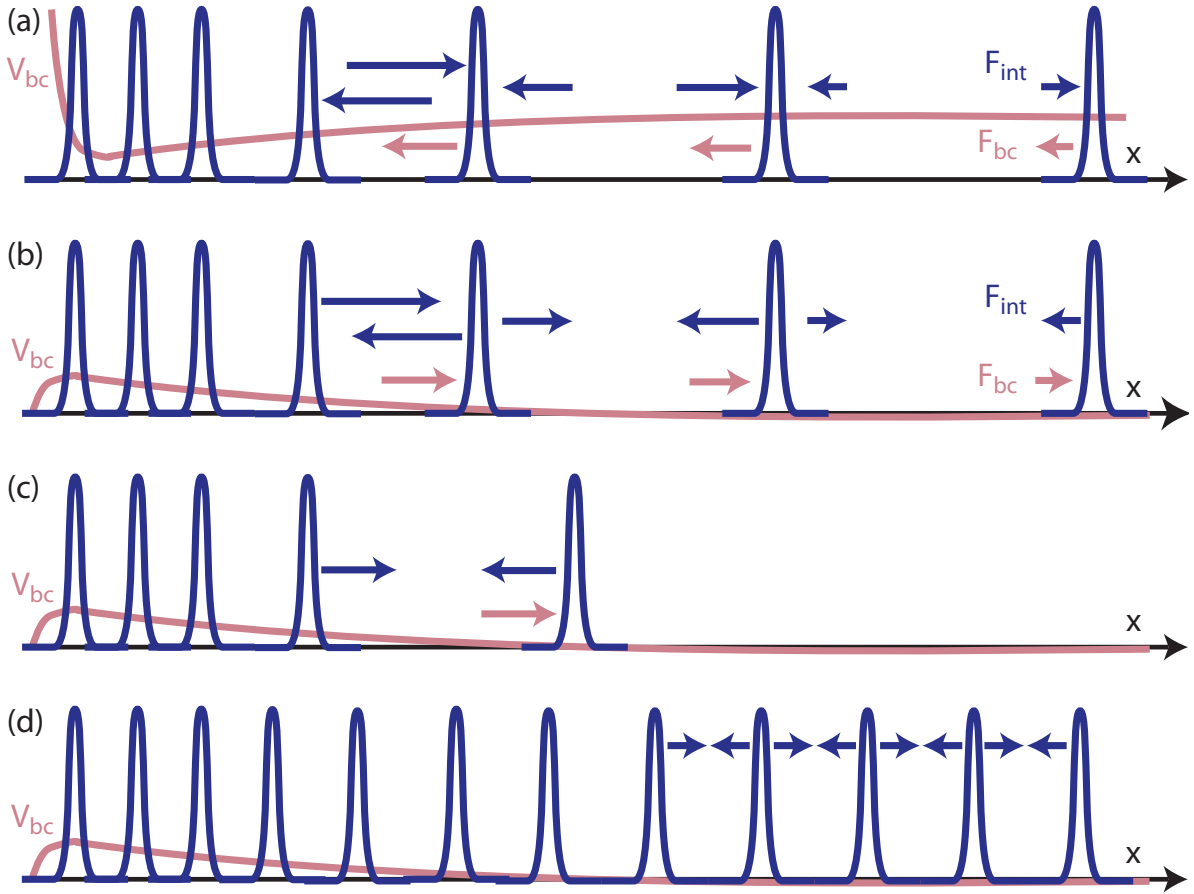 (a)
V_bc
F_int
F_bc
x
(b)
V_bc
F_int
F_bc
x
(c)
V_bc
x
(d)
V_bc
x